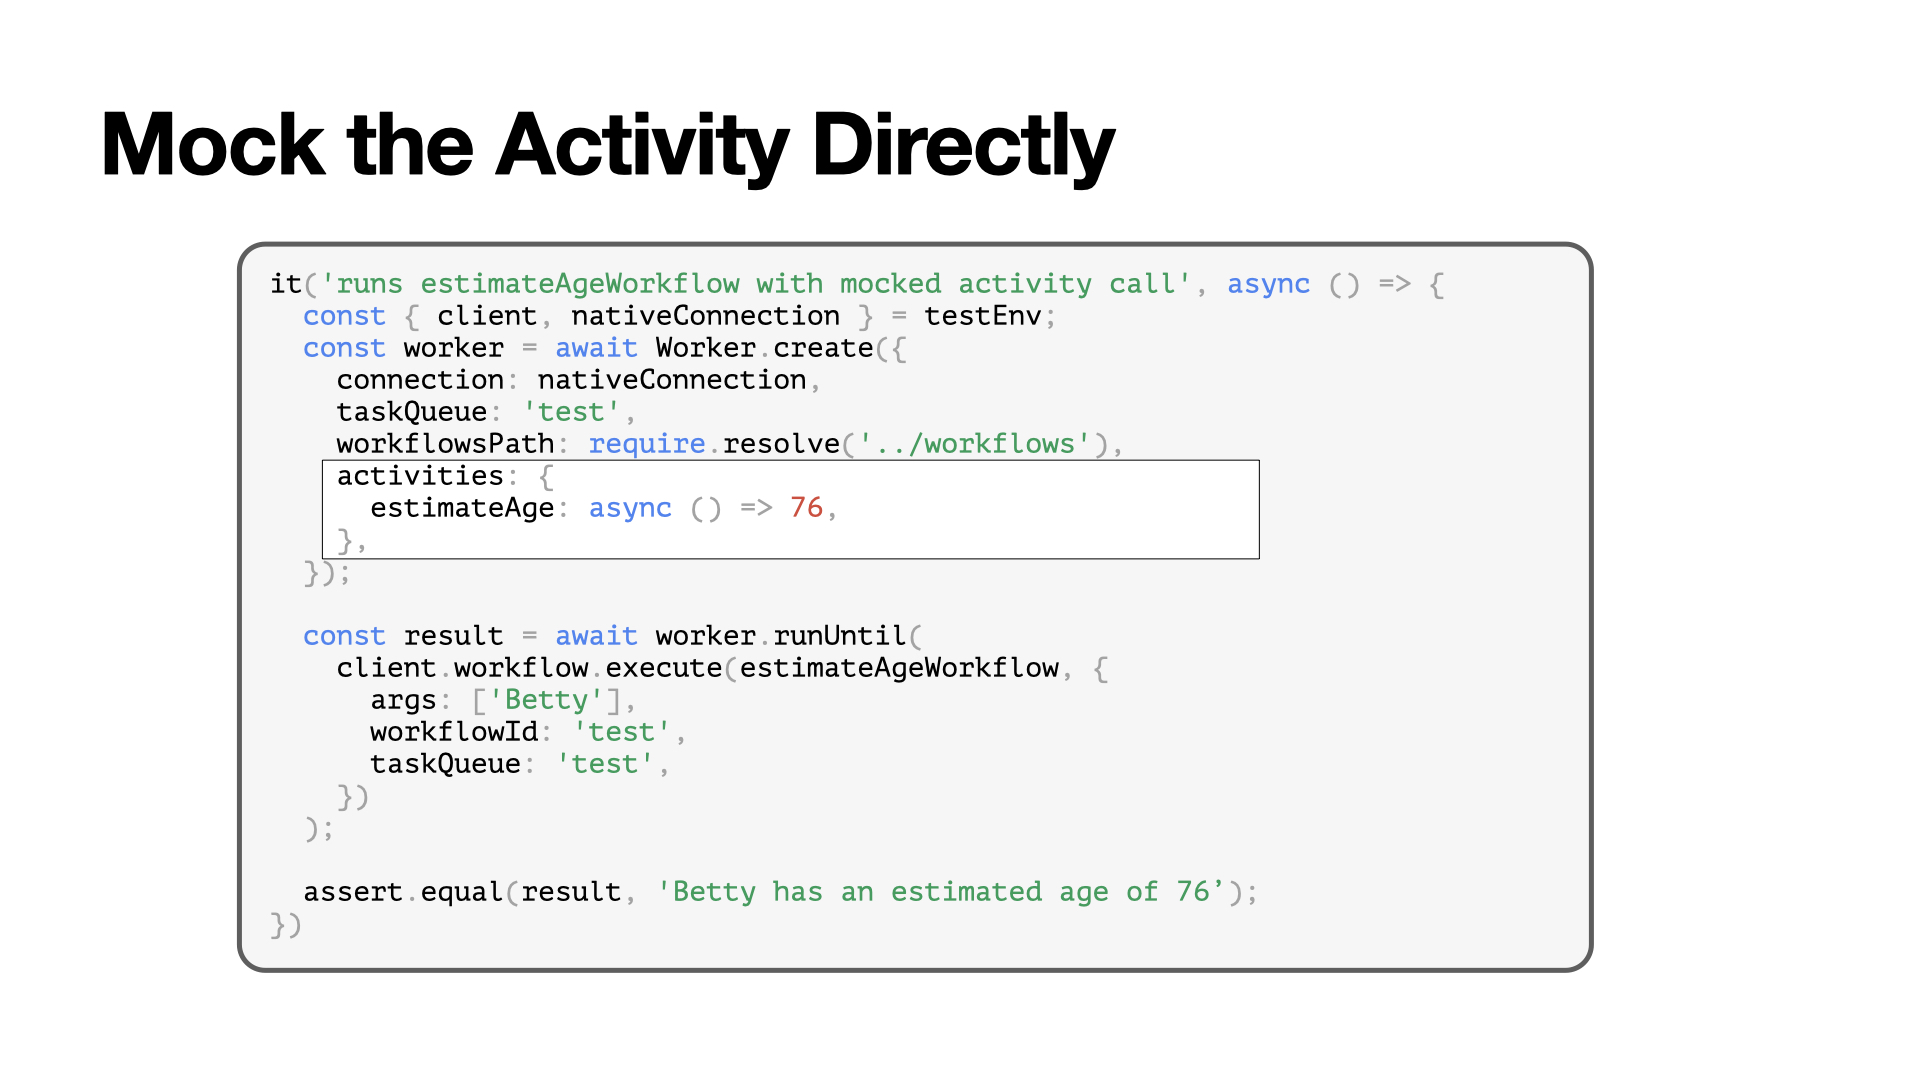 Mock the Activity Directly
it('runs estimateAgeWorkflow with mocked activity call', async () => {
  const { client, nativeConnection } = testEnv;
  const worker = await Worker.create({
    connection: nativeConnection,
    taskQueue: 'test',
    workflowsPath: require.resolve('../workflows'),
    activities: {
      estimateAge: async () => 76,
    },
  });
  const result = await worker.runUntil(
    client.workflow.execute(estimateAgeWorkflow, {
      args: ['Betty'],
      workflowId: 'test',
      taskQueue: 'test',
    })
  );
  assert.equal(result, 'Betty has an estimated age of 76’);
})